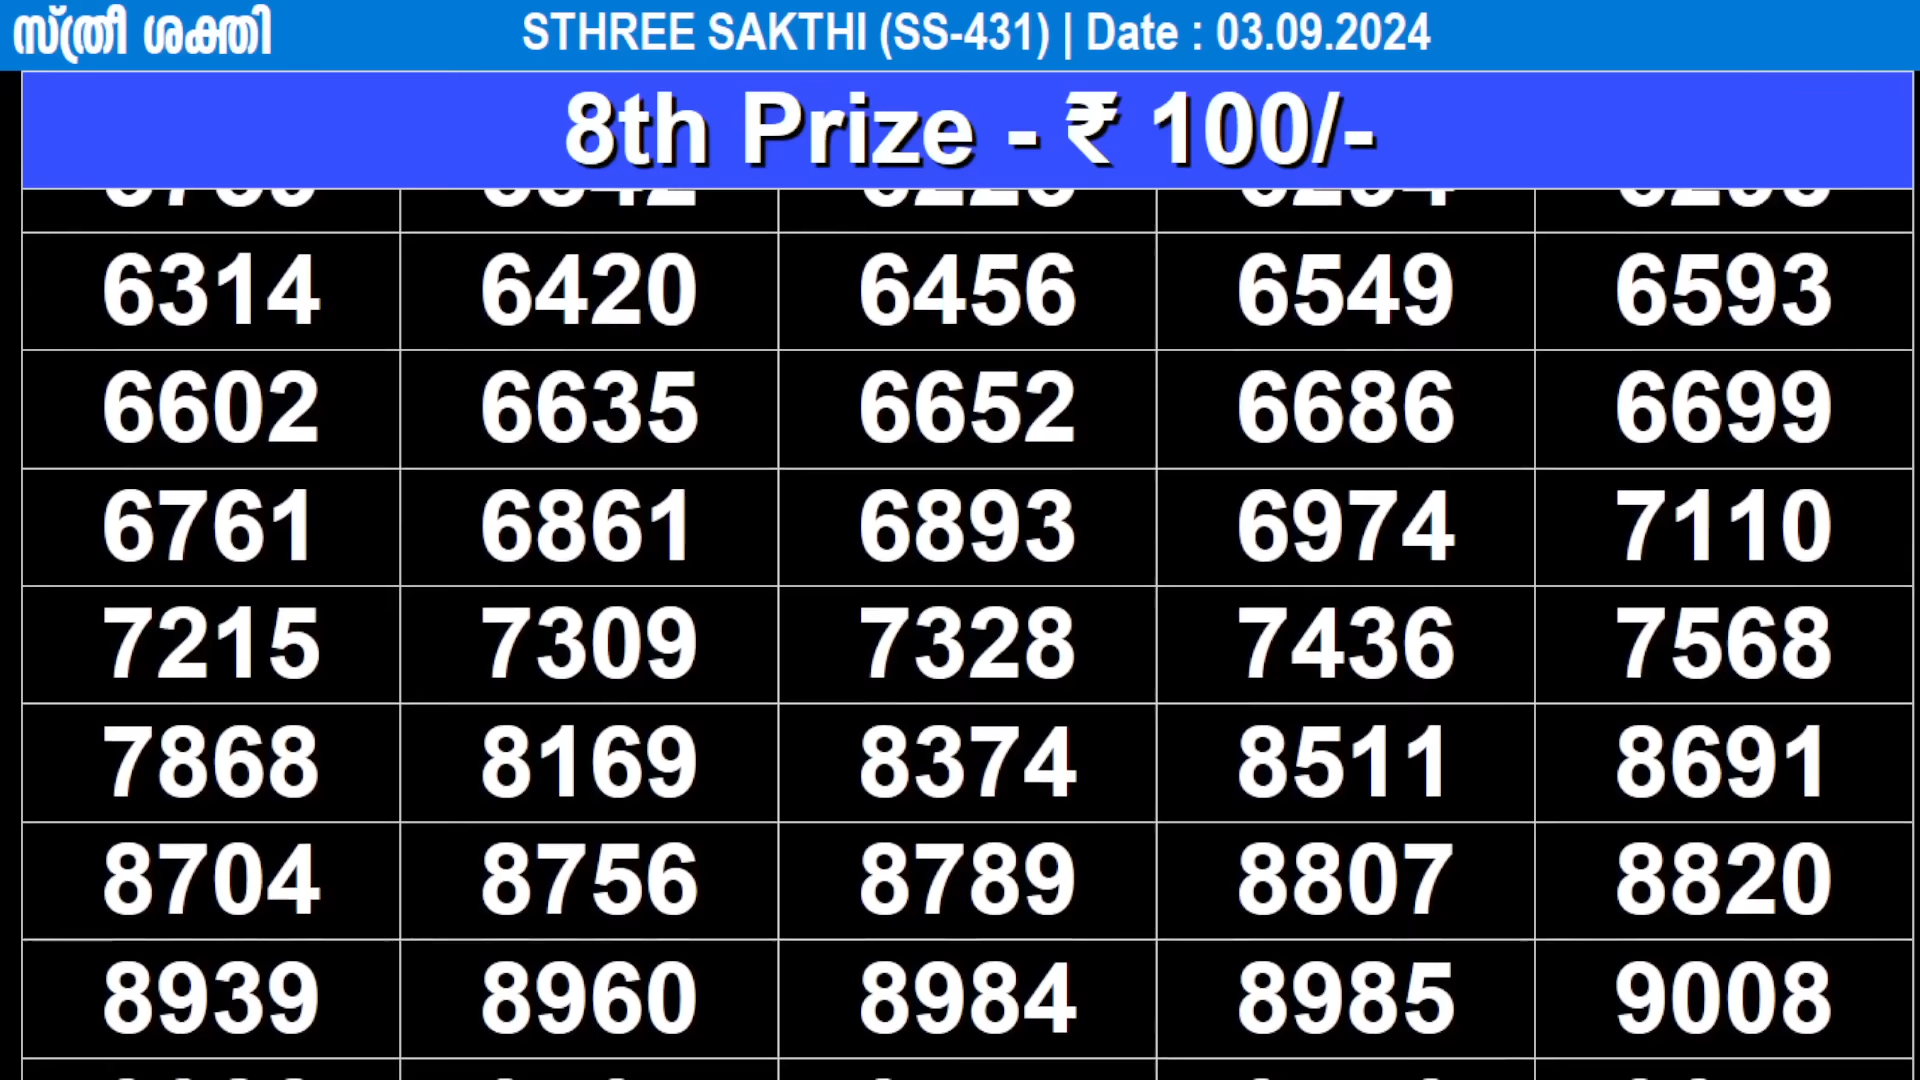 സ്ത്രീ ശക്തി STHREE SAKTHI (SS-431) | Date : 03.09.2024
8th Prize - ₹ 100/-
6314 6420 6456 6549 6593
6602 6635 6652 6686 6699
6761 6861 6893 6974 7110
7215 7309 7328 7436 7568
7868 8169 8374 8511 8691
8704 8756 8789 8807 8820
8939 8960 8984 8985 9008